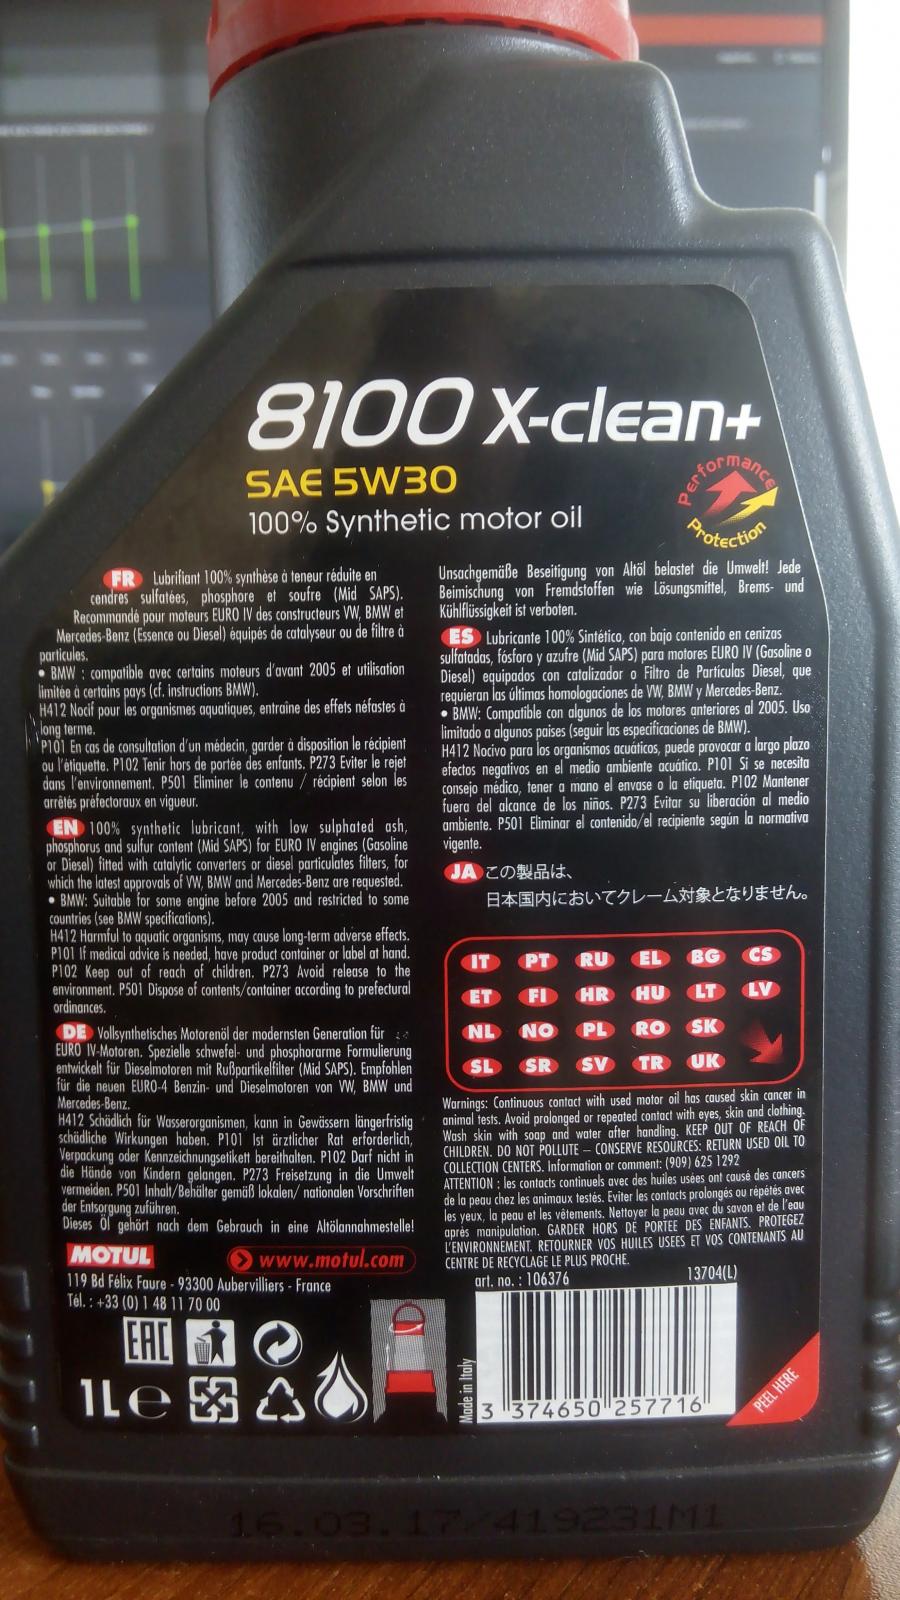 8100 X-clean+
SAE 5W30
100% Synthetic motor oil
Performance
Protection
FR Lubrifiant 100% synthèse à teneur réduite en
cendres sulfatées, phosphore et soufre (Mid SAPS).
Recommandé pour moteurs EURO IV des constructeurs VW, BMW et
Mercedes-Benz (Essence ou Diesel) équipés de catalyseur ou de filtre à
particules.
• BMW : compatible avec certains moteurs d'avant 2005 et utilisation
limitée à certains pays (cf. instructions BMW).
H412 Nocif pour les organismes aquatiques, entraîne des effets néfastes à
long terme.
P101 En cas de consultation d'un médecin, garder à disposition le récipient
ou l'étiquette. P102 Tenir hors de portée des enfants. P273 Eviter le rejet
dans l'environnement. P501 Eliminer le contenu / récipient selon les
arrêtés préfectoraux en vigueur.
EN 100% synthetic lubricant, with low sulphated ash,
phosphorus and sulfur content (Mid SAPS) for EURO IV engines (Gasoline
or Diesel) fitted with catalytic converters or diesel particulates filters, for
which the latest approvals of VW, BMW and Mercedes-Benz are requested.
• BMW: Suitable for some engine before 2005 and restricted to some
countries (see BMW specifications).
H412 Harmful to aquatic organisms, may cause long-term adverse effects.
P101 If medical advice is needed, have product container or label at hand.
P102 Keep out of reach of children. P273 Avoid release to the
environment. P501 Dispose of contents/container according to prefectural
ordinances.
DE Vollsynthetisches Motorenöl der modernsten Generation für
EURO IV-Motoren. Spezielle schwefel- und phosphorarme Formulierung
entwickelt für Dieselmotoren mit Rußpartikelfilter (Mid SAPS). Empfohlen
für die neuen EURO-4 Benzin- und Dieselmotoren von VW, BMW und
Mercedes-Benz.
H412 Schädlich für Wasserorganismen, kann in Gewässern längerfristig
schädliche Wirkungen haben. P101 Ist ärztlicher Rat erforderlich,
Verpackung oder Kennzeichnungsetikett bereithalten. P102 Darf nicht in
die Hände von Kindern gelangen. P273 Freisetzung in die Umwelt
vermeiden. P501 Inhalt/Behälter gemäß lokalen/ nationalen Vorschriften
der Entsorgung zuführen.
Dieses Öl gehört nach dem Gebrauch in eine Altölannahmestelle!
Unsachgemäße Beseitigung von Altöl belastet die Umwelt! Jede
Beimischung von Fremdstoffen wie Lösungsmittel, Brems- und
Kühlflüssigkeit ist verboten.
ES Lubricante 100% Sintético, con bajo contenido en cenizas
sulfatadas, fósforo y azufre (Mid SAPS) para motores EURO IV (Gasoline o
Diesel) equipados con catalizador o Filtro de Partículas Diesel, que
requieran las últimas homologaciones de VW, BMW y Mercedes-Benz.
• BMW: Compatible con algunos de los motores anteriores al 2005. Uso
limitado a algunos paises (seguir las especificaciones de BMW).
H412 Nocivo para los organismos acuáticos, puede provocar a largo plazo
efectos negativos en el medio ambiente acuático. P101 Si se necesita
consejo médico, tener a mano el envase o la etiqueta. P102 Mantener
fuera del alcance de los niños. P273 Evitar su liberación al medio
ambiente. P501 Eliminar el contenido/el recipiente según la normativa
vigente.
JA この製品は、
日本国内においてクレーム対象となりません。
IT PT RU EL BG CS
ET FI HR HU LT LV
NL NO PL RO SK
SL SR SV TR UK
Warnings: Continuous contact with used motor oil has caused skin cancer in
animal tests. Avoid prolonged or repeated contact with eyes, skin and clothing.
Wash skin with soap and water after handling. KEEP OUT OF REACH OF
CHILDREN. DO NOT POLLUTE – CONSERVE RESOURCES: RETURN USED OIL TO
COLLECTION CENTERS. Information or comment: (909) 625 1292
ATTENTION : les contacts continuels avec des huiles usées ont causé des cancers
de la peau chez les animaux testés. Eviter les contacts prolongés ou répétés avec
les yeux, la peau et les vêtements. Nettoyer la peau avec du savon et de l'eau
après manipulation. GARDER HORS DE PORTEE DES ENFANTS. PROTEGEZ
L'ENVIRONNEMENT. RETOURNER VOS HUILES USEES ET VOS CONTENANTS AU
CENTRE DE RECYCLAGE LE PLUS PROCHE.
MOTUL
www.motul.com
119 Bd Félix Faure - 93300 Aubervilliers - France
Tél. : +33 (0) 1 48 11 70 00
EAC
1L e
art. no. : 106376 13704(L)
Made in Italy
3 374650 257716
PEEL HERE
16.03.17/419231M1